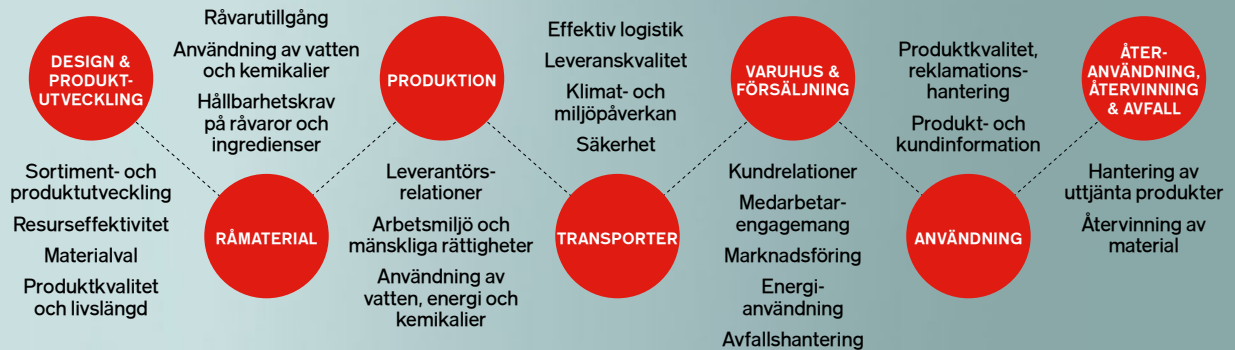 DESIGN &
PRODUKT-
UTVECKLING
Sortiment- och
produktutveckling
Resurseffektivitet
Materialval
Produktkvalitet
och livslängd
Råvarutillgång
Användning av vatten
och kemikalier
Hållbarhetskrav
på råvaror och
ingredienser
RÅMATERIAL
PRODUKTION
Leverantörs-
relationer
Arbetsmiljö och
mänskliga rättigheter
Användning av
vatten, energi och
kemikalier
Effektiv logistik
Leveranskvalitet
Klimat- och
miljöpåverkan
Säkerhet
TRANSPORTER
VARUHUS &
FÖRSÄLJNING
Kundrelationer
Medarbetar-
engagemang
Marknadsföring
Energi-
användning
Avfallshantering
Produktkvalitet,
reklamations-
hantering
Produkt- och
kundinformation
ANVÄNDNING
ÅTER-
ANVÄNDNING,
ÅTERVINNING
& AVFALL
Hantering av
uttjänta produkter
Återvinning av
material